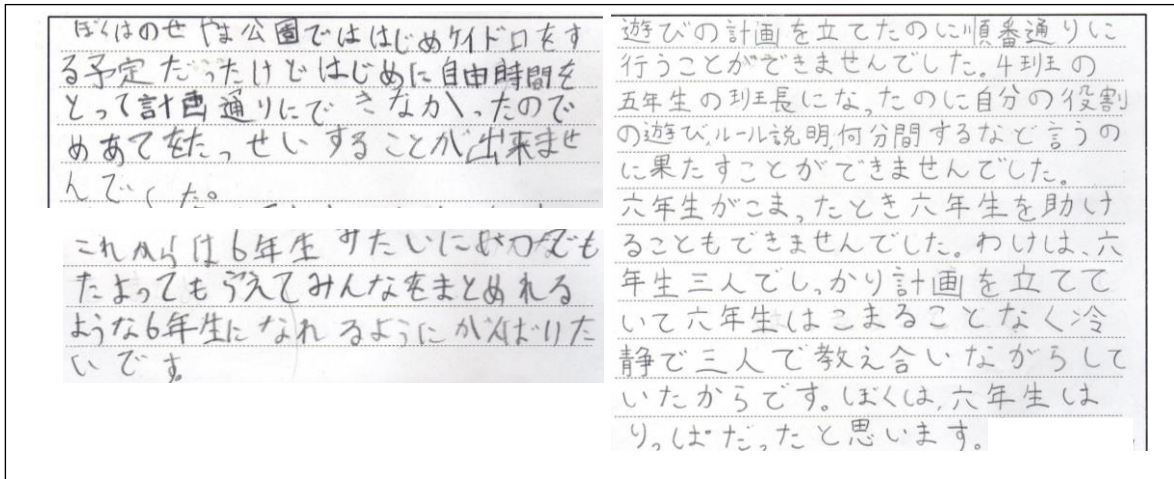 ぼくはのせやま公園でははじめケイドロをす
る予定だったけどはじめに自由時間を
とって計画通りにできなかったので
めあてをたっせいすることが出来ませ
んでした。
これからは6年生みたいにいつでも
たよってもらえてみんなをまとめれる
ような6年生になれるようにがんばりた
いです。
遊びの計画を立てたのに順番通りに
行うことができませんでした。4班の
五年生の班長になったのに自分の役割
の遊び、ルール説明、何分間するなど言うの
に果たすことができませんでした。
六年生がこまったとき六年生を助け
ることもできませんでした。わけは、六
年生三人でしっかり計画を立てて
いて六年生はこまることなく冷
静で三人で教え合いながらして
いたからです。ぼくは、六年生は
りっぱだったと思います。